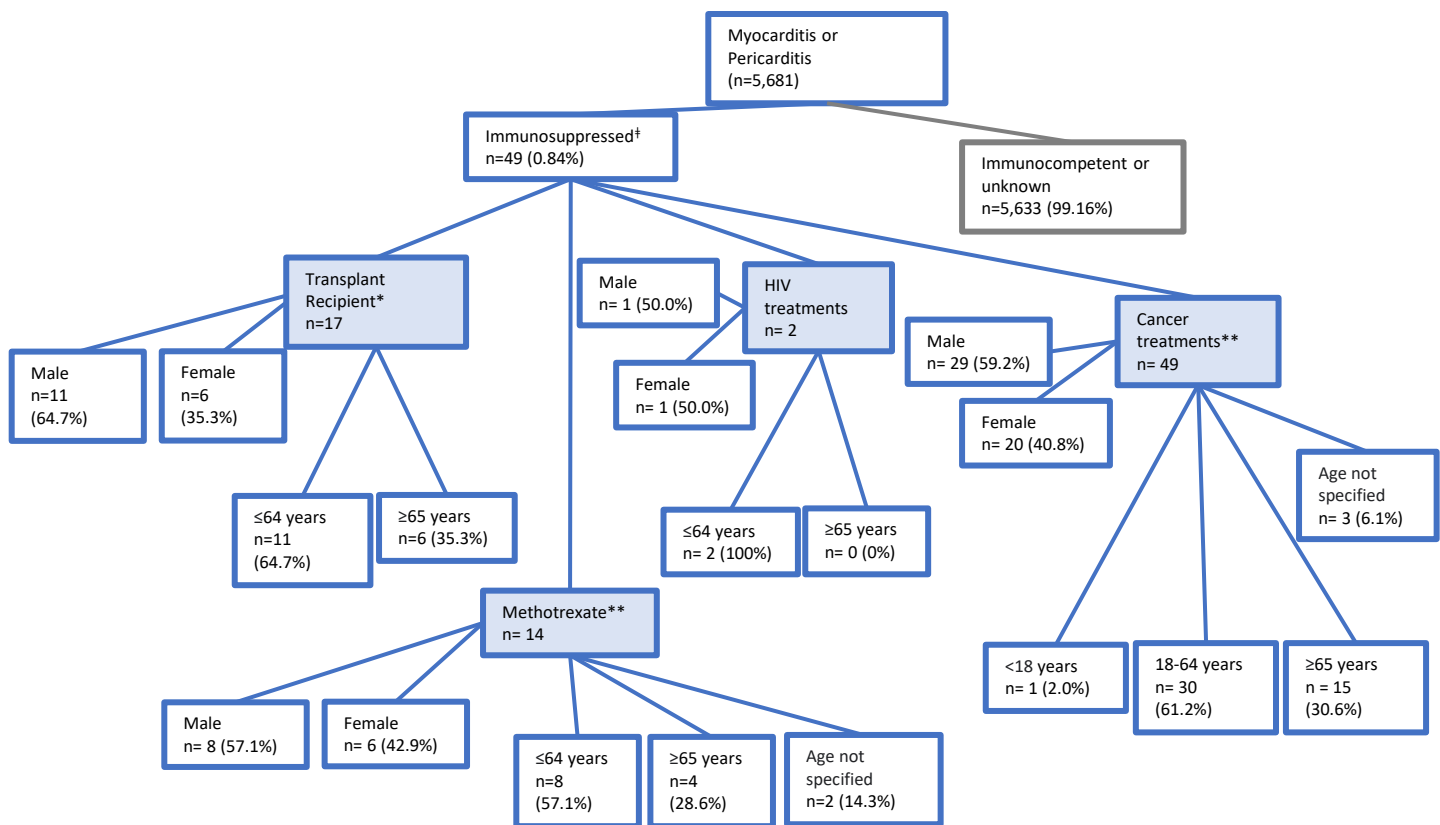 Myocarditis or
Pericarditis
(n=5,681)
Immunosuppressedǂ
n=49 (0.84%)
Immunocompetent or
unknown
n=5,633 (99.16%)
Transplant
Recipient*
n=17
Male
n=11
(64.7%)
Female
n=6
(35.3%)
≤64 years
n=11
(64.7%)
≥65 years
n=6 (35.3%)
Male
n= 1 (50.0%)
HIV
treatments
n= 2
Female
n= 1 (50.0%)
≤64 years
n= 2 (100%)
≥65 years
n= 0 (0%)
Male
n= 29 (59.2%)
Cancer
treatments**
n= 49
Female
n= 20 (40.8%)
Age not
specified
n= 3 (6.1%)
<18 years
n= 1 (2.0%)
18-64 years
n= 30
(61.2%)
≥65 years
n = 15
(30.6%)
Methotrexate**
n= 14
Male
n= 8 (57.1%)
Female
n= 6 (42.9%)
≤64 years
n=8
(57.1%)
≥65 years
n=4
(28.6%)
Age not
specified
n=2 (14.3%)